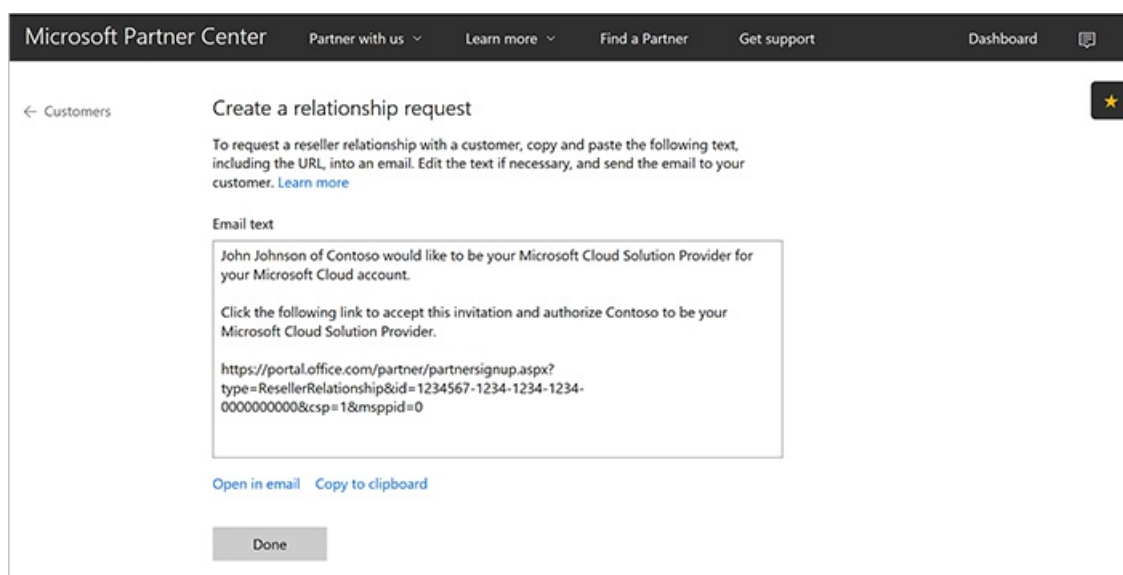 Microsoft Partner Center Partner with us Learn more Find a Partner Get support Dashboard
← Customers
Create a relationship request
To request a reseller relationship with a customer, copy and paste the following text,
including the URL, into an email. Edit the text if necessary, and send the email to your
customer. Learn more
Email text
John Johnson of Contoso would like to be your Microsoft Cloud Solution Provider for
your Microsoft Cloud account.
Click the following link to accept this invitation and authorize Contoso to be your
Microsoft Cloud Solution Provider.
https://portal.office.com/partner/partnersignup.aspx?
type=ResellerRelationship&id=1234567-1234-1234-1234-
0000000000&csp=1&msppid=0
Open in email Copy to clipboard
Done